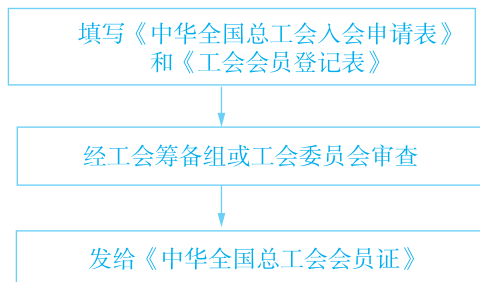 填写《中华全国总工会入会申请表》
和《工会会员登记表》
经工会筹备组或工会委员会审查
发给《中华全国总工会会员证》